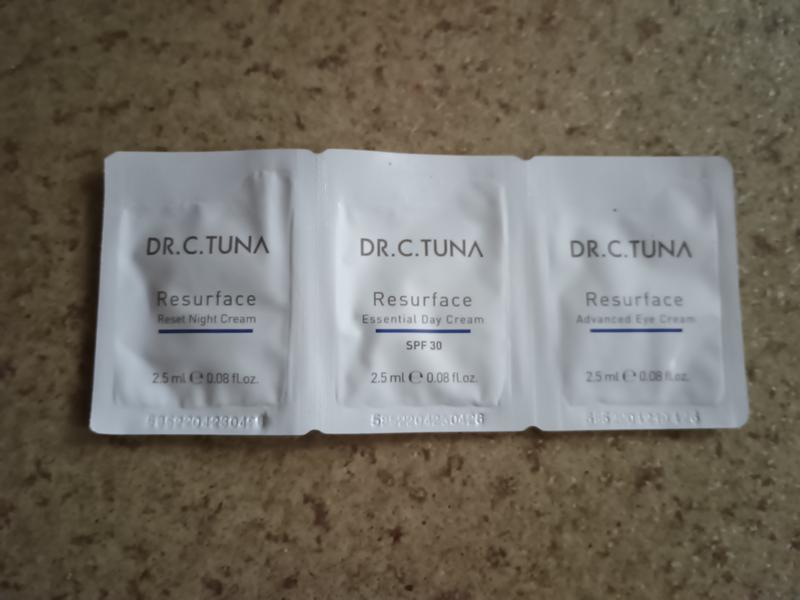 DR.C.TUNA
Resurface
Reset Night Cream
2.5 ml ℮ 0.08 fl.oz.
DR.C.TUNA
Resurface
Essential Day Cream
SPF 30
2.5 ml ℮ 0.08 fl.oz.
DR.C.TUNA
Resurface
Advanced Eye Cream
2.5 ml ℮ 0.08 fl.oz.